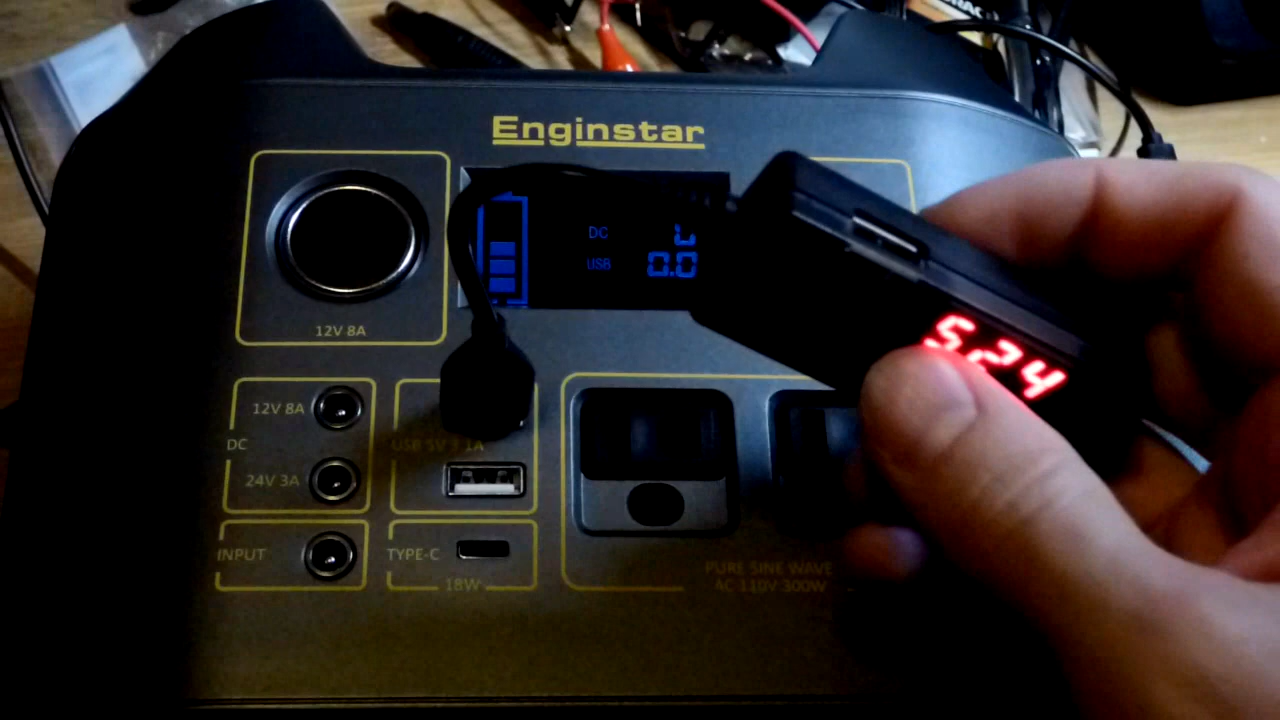 Enginstar
DC
USB 0.0
5.24
12V 8A
12V 8A
DC
24V 3A
USB 5V 3.1A
INPUT
TYPE-C
18W
PURE SINE WAVE
AC 110V 300W